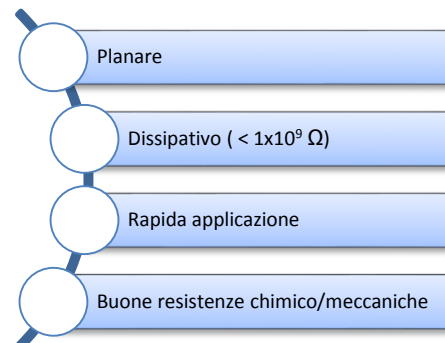 Planare
Dissipativo ( < 1x10⁹ Ω)
Rapida applicazione
Buone resistenze chimico/meccaniche